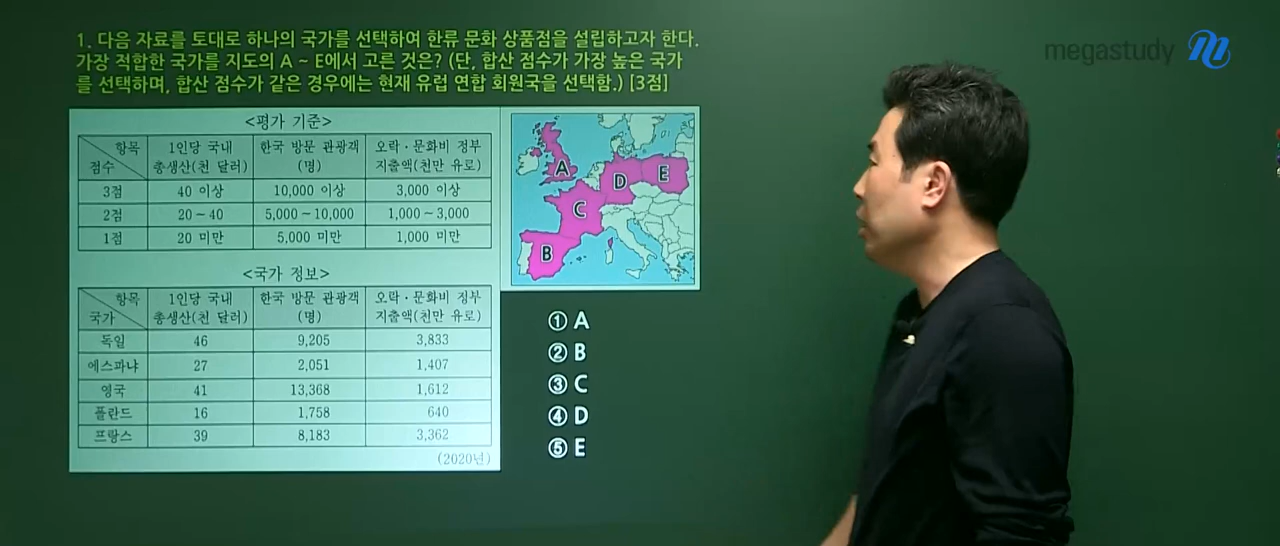 1. 다음 자료를 토대로 하나의 국가를 선택하여 한류 문화 상품점을 설립하고자 한다.
가장 적합한 국가를 지도의 A ~ E에서 고른 것은? (단, 합산 점수가 가장 높은 국가
를 선택하며, 합산 점수가 같은 경우에는 현재 유럽 연합 회원국을 선택함.) [3점]
megastudy
<평가 기준>
항목 점수 1인당 국내 총생산(천 달러) 한국 방문 관광객 (명) 오락·문화비 정부 지출액(천만 유로)
3점 40 이상 10,000 이상 3,000 이상
2점 20 ~ 40 5,000 ~ 10,000 1,000 ~ 3,000
1점 20 미만 5,000 미만 1,000 미만
<국가 정보>
항목 국가 1인당 국내 총생산(천 달러) 한국 방문 관광객 (명) 오락·문화비 정부 지출액(천만 유로)
독일 46 9,205 3,833
에스파냐 27 2,051 1,407
영국 41 13,368 1,612
폴란드 16 1,758 640
프랑스 39 8,183 3,362
(2020년)
A
D
E
C
B
① A
② B
③ C
④ D
⑤ E